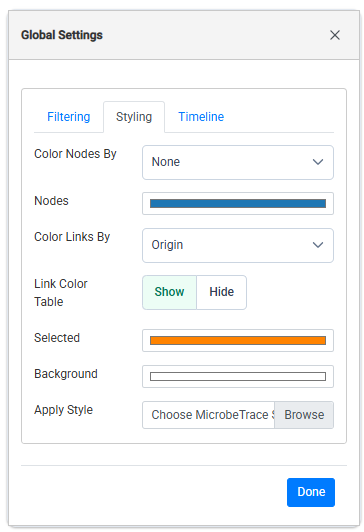 Global Settings
Filtering Styling Timeline
Color Nodes By None
Nodes
Color Links By Origin
Link Color
Table
Show Hide
Selected
Background
Apply Style Choose MicrobeTrace Browse
Done